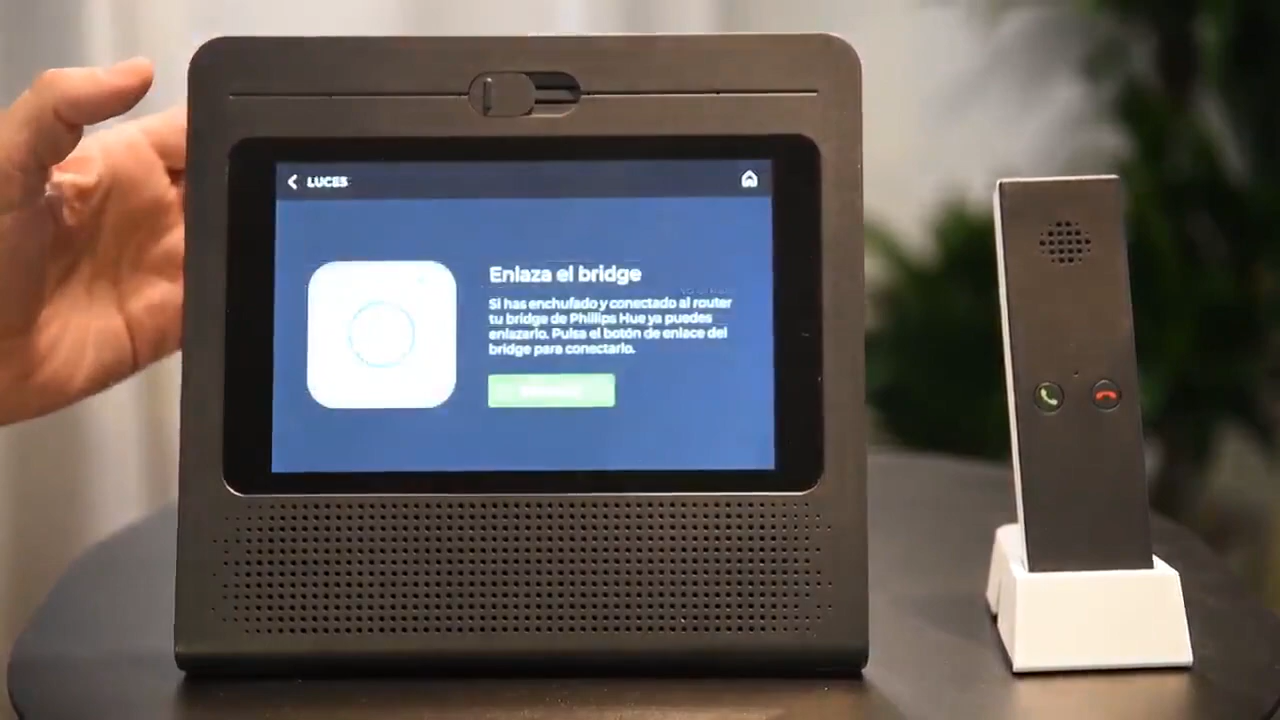 LUCES
Enlaza el bridge
Si has enchufado y conectado al router
tu bridge de Phillips Hue ya puedes
enlazarlo. Pulsa el botón de enlace del
bridge para conectarlo.